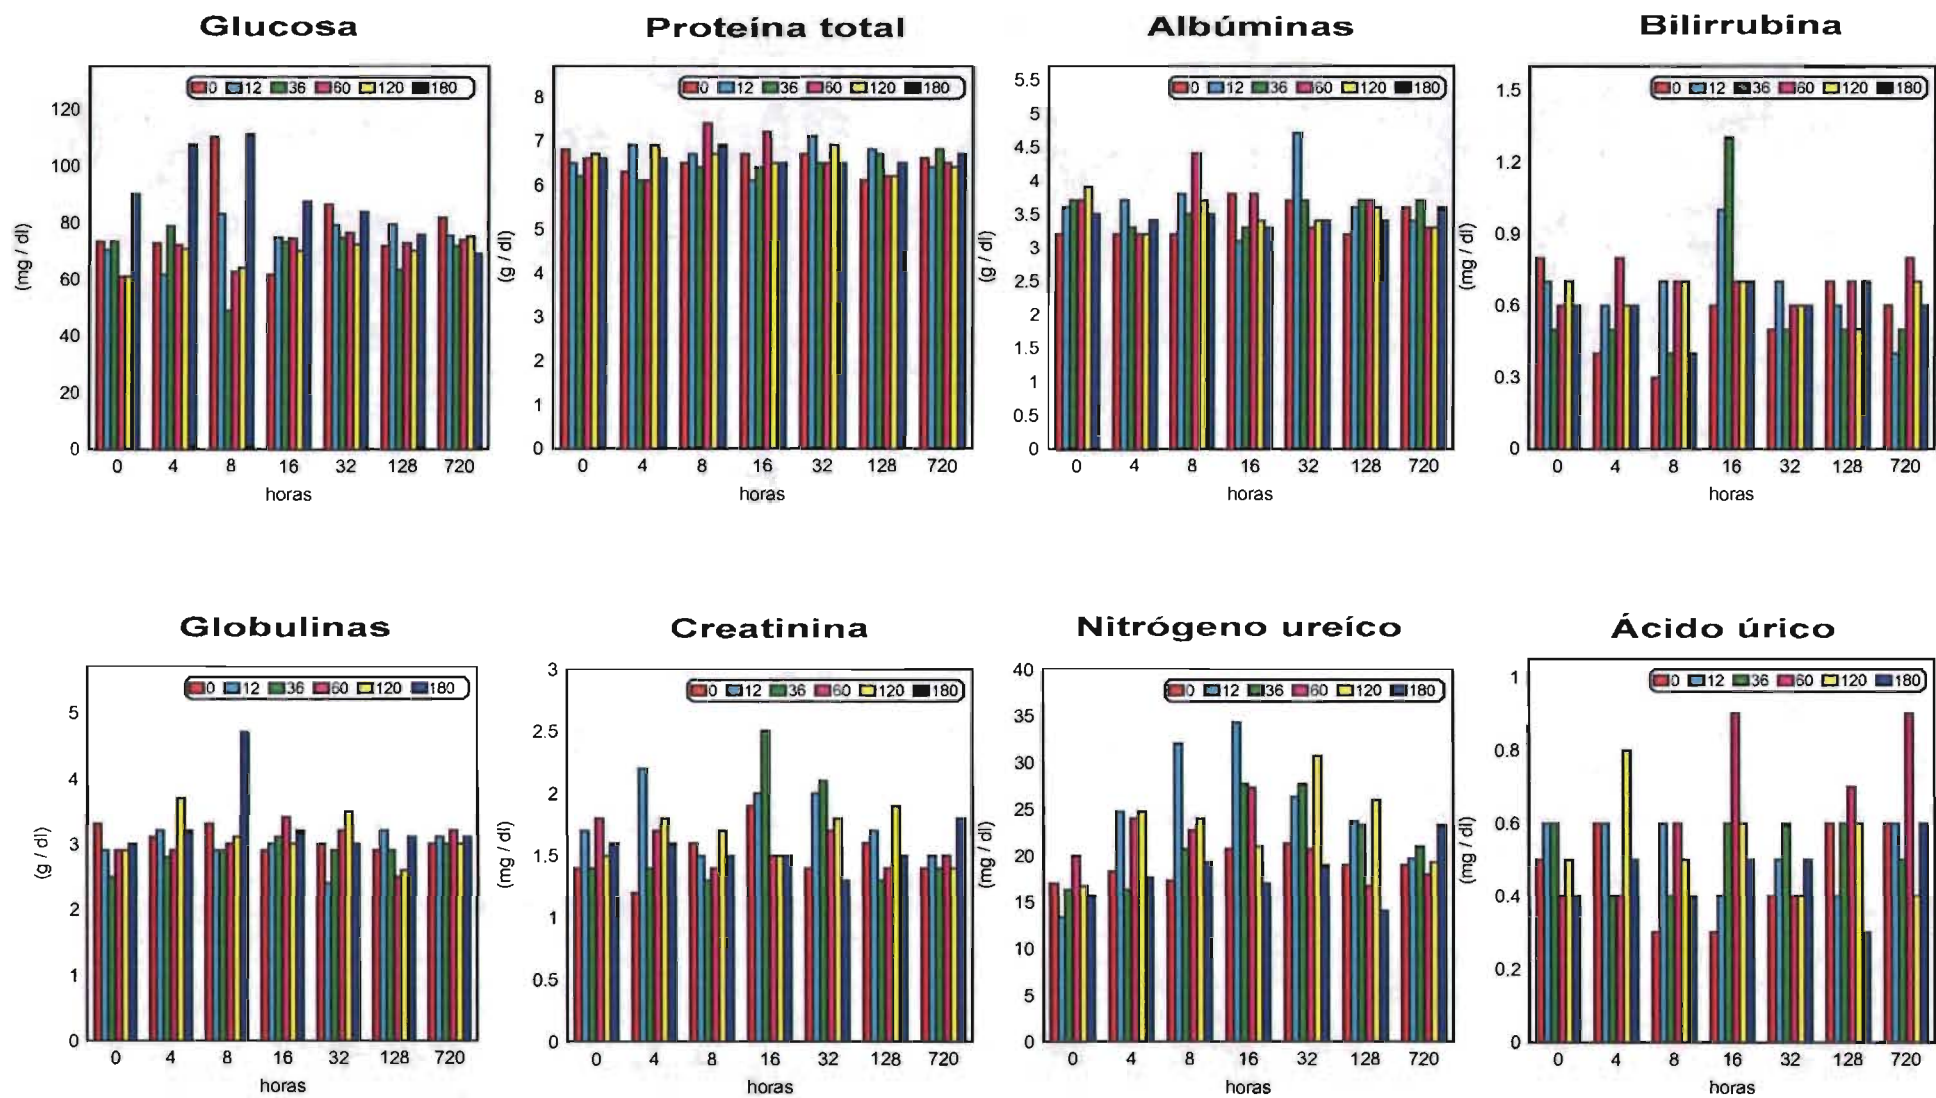 Glucosa
0 12 36 60 120 180
120
100
80
60
40
20
0
(mg / dl)
0 4 8 16 32 128 720
horas
Proteína total
0 12 36 60 120 180
8
7
6
5
4
3
2
1
0
(g / dl)
0 4 8 16 32 128 720
horas
Albúminas
0 12 36 60 120 180
5.5
5
4.5
4
3.5
3
2.5
2
1.5
1
0.5
0
(g / dl)
0 4 8 16 32 128 720
horas
Bilirrubina
0 12 36 60 120 180
1.5
1.2
0.9
0.6
0.3
0
(mg / dl)
0 4 8 16 32 128 720
horas
Globulinas
0 12 36 60 120 180
5
4
3
2
1
0
(g / dl)
0 4 8 16 32 128 720
horas
Creatinina
0 12 36 60 120 180
3
2.5
2
1.5
1
0.5
0
(mg / dl)
0 4 8 16 32 128 720
horas
Nitrógeno ureíco
0 12 36 60 120 180
40
35
30
25
20
15
10
5
0
(mg / dl)
0 4 8 16 32 128 720
horas
Ácido úrico
0 12 36 60 120 180
1
0.8
0.6
0.4
0.2
0
(mg / dl)
0 4 8 16 32 128 720
horas